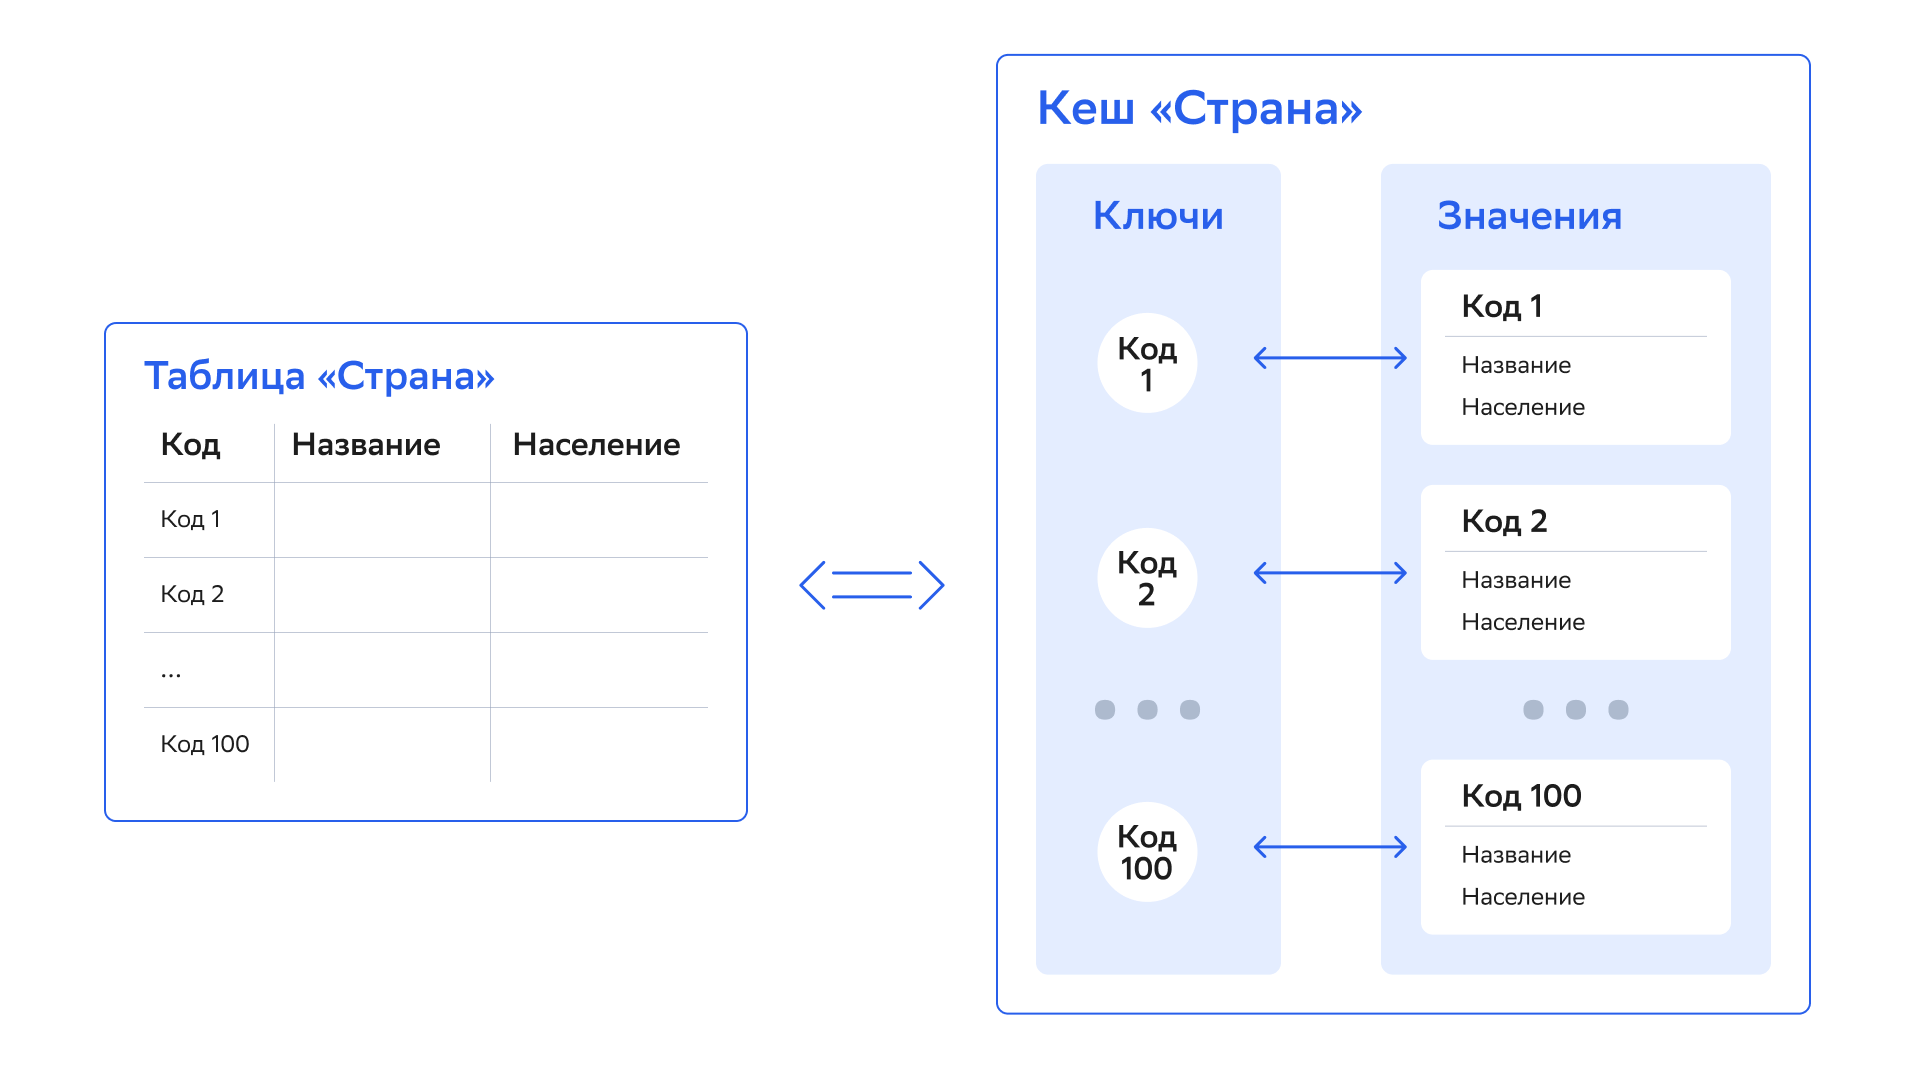 Таблица «Страна»
Код Название Население
Код 1
Код 2
...
Код 100
Кеш «Страна»
Ключи
Значения
Код
1
Код 1
Название
Население
Код
2
Код 2
Название
Население
Код
100
Код 100
Название
Население